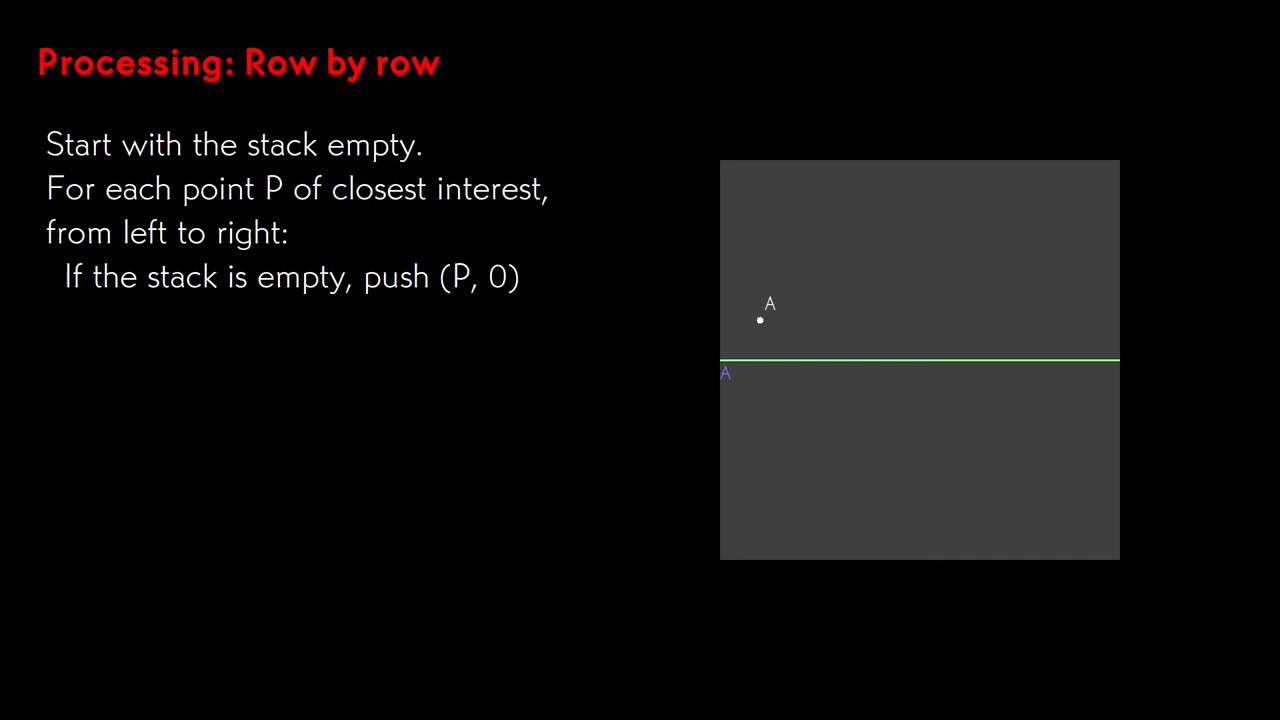 Processing: Row by row
Start with the stack empty.
For each point P of closest interest,
from left to right:
If the stack is empty, push (P, 0)
A
A